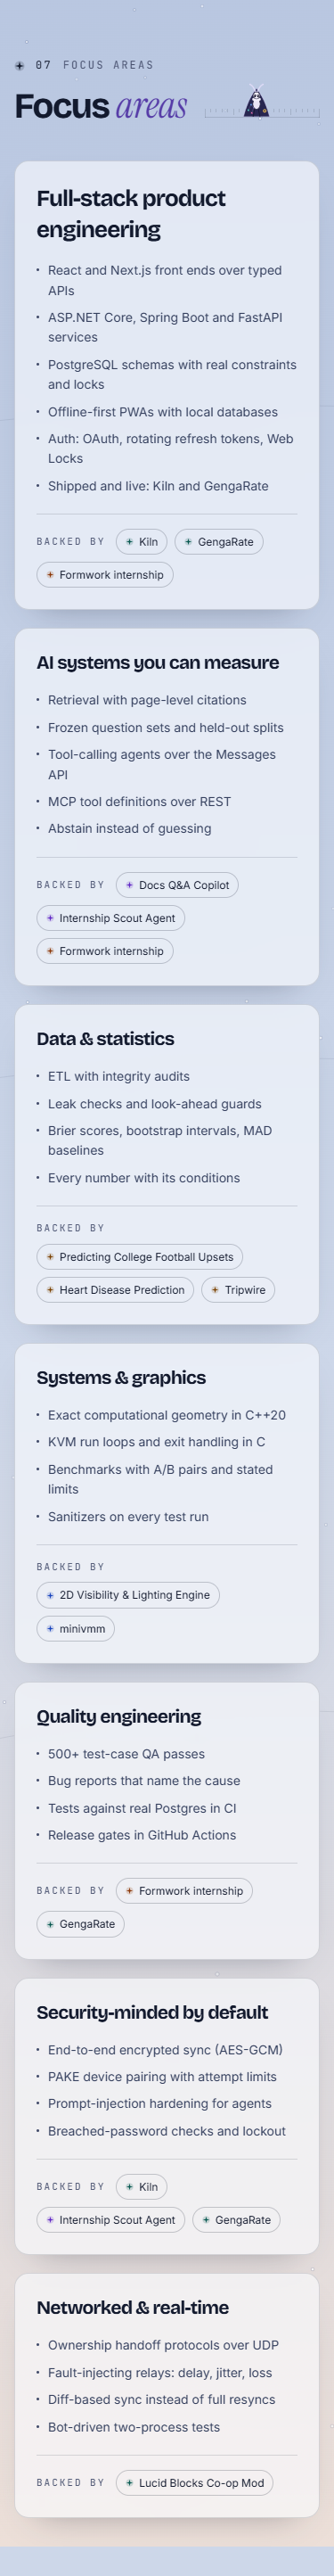 07 FOCUS AREAS
Focus areas
Full-stack product
engineering
• React and Next.js front ends over typed
APIs
• ASP.NET Core, Spring Boot and FastAPI
services
• PostgreSQL schemas with real constraints
and locks
• Offline-first PWAs with local databases
• Auth: OAuth, rotating refresh tokens, Web
Locks
• Shipped and live: Kiln and GengaRate
BACKED BY Kiln GengaRate
Formwork internship
AI systems you can measure
• Retrieval with page-level citations
• Frozen question sets and held-out splits
• Tool-calling agents over the Messages
API
• MCP tool definitions over REST
• Abstain instead of guessing
BACKED BY Docs Q&A Copilot
Internship Scout Agent
Formwork internship
Data & statistics
• ETL with integrity audits
• Leak checks and look-ahead guards
• Brier scores, bootstrap intervals, MAD
baselines
• Every number with its conditions
BACKED BY
Predicting College Football Upsets
Heart Disease Prediction Tripwire
Systems & graphics
• Exact computational geometry in C++20
• KVM run loops and exit handling in C
• Benchmarks with A/B pairs and stated
limits
• Sanitizers on every test run
BACKED BY
2D Visibility & Lighting Engine
minivmm
Quality engineering
• 500+ test-case QA passes
• Bug reports that name the cause
• Tests against real Postgres in CI
• Release gates in GitHub Actions
BACKED BY Formwork internship
GengaRate
Security-minded by default
• End-to-end encrypted sync (AES-GCM)
• PAKE device pairing with attempt limits
• Prompt-injection hardening for agents
• Breached-password checks and lockout
BACKED BY Kiln
Internship Scout Agent GengaRate
Networked & real-time
• Ownership handoff protocols over UDP
• Fault-injecting relays: delay, jitter, loss
• Diff-based sync instead of full resyncs
• Bot-driven two-process tests
BACKED BY Lucid Blocks Co-op Mod